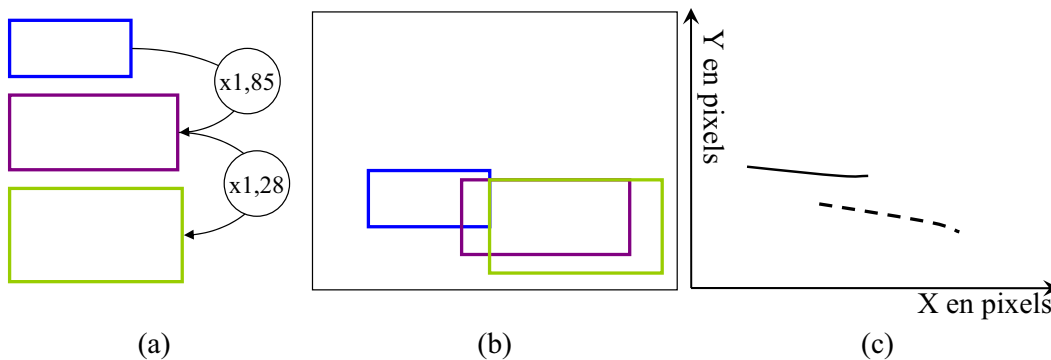 x1,85
x1,28
Y en pixels
X en pixels
(a)
(b)
(c)